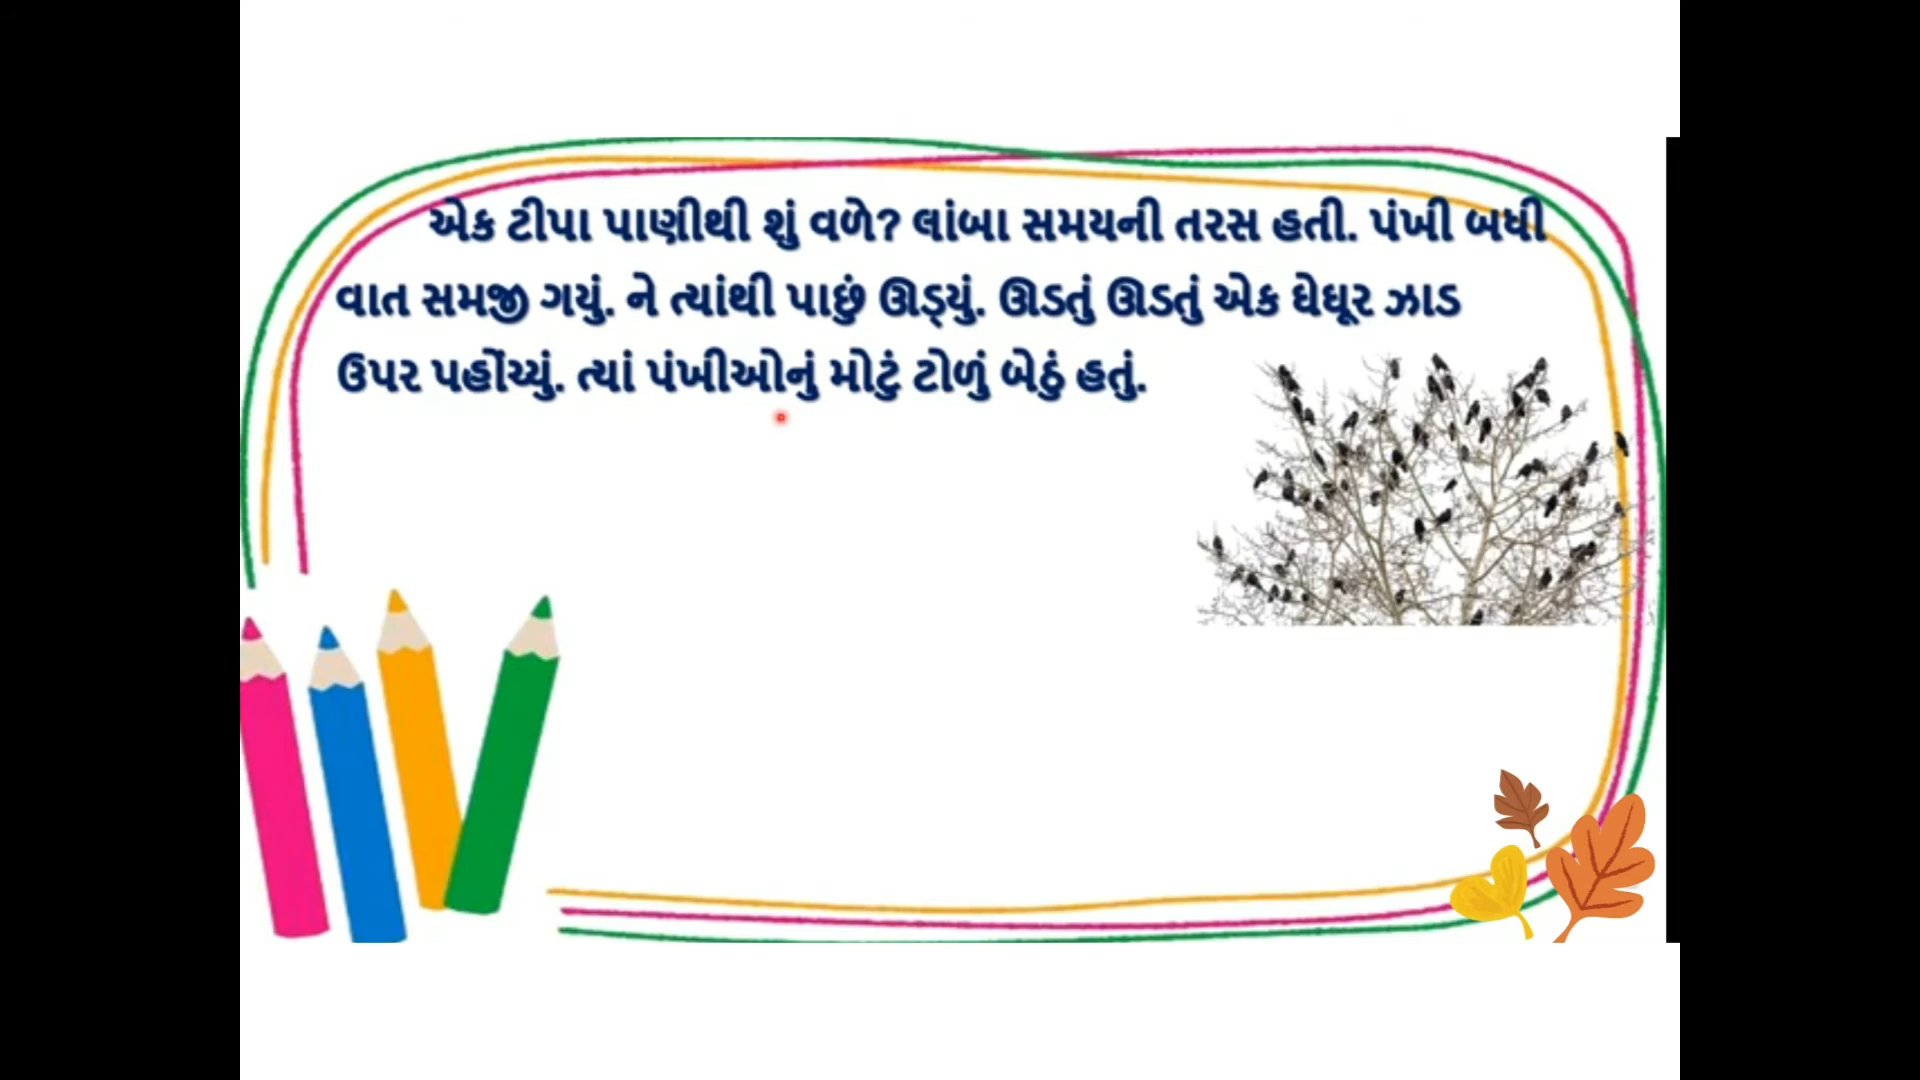 એક ટીપા પાણીથી શું વળે? લાંબા સમયની તરસ હતી. પંખી બધી
વાત સમજી ગયું. ને ત્યાંથી પાછું ઊડ્યું. ઊડતું ઊડતું એક ઘેઘૂર ઝાડ
ઉપર પહોંચ્યું. ત્યાં પંખીઓનું મોટું ટોળું બેઠું હતું.